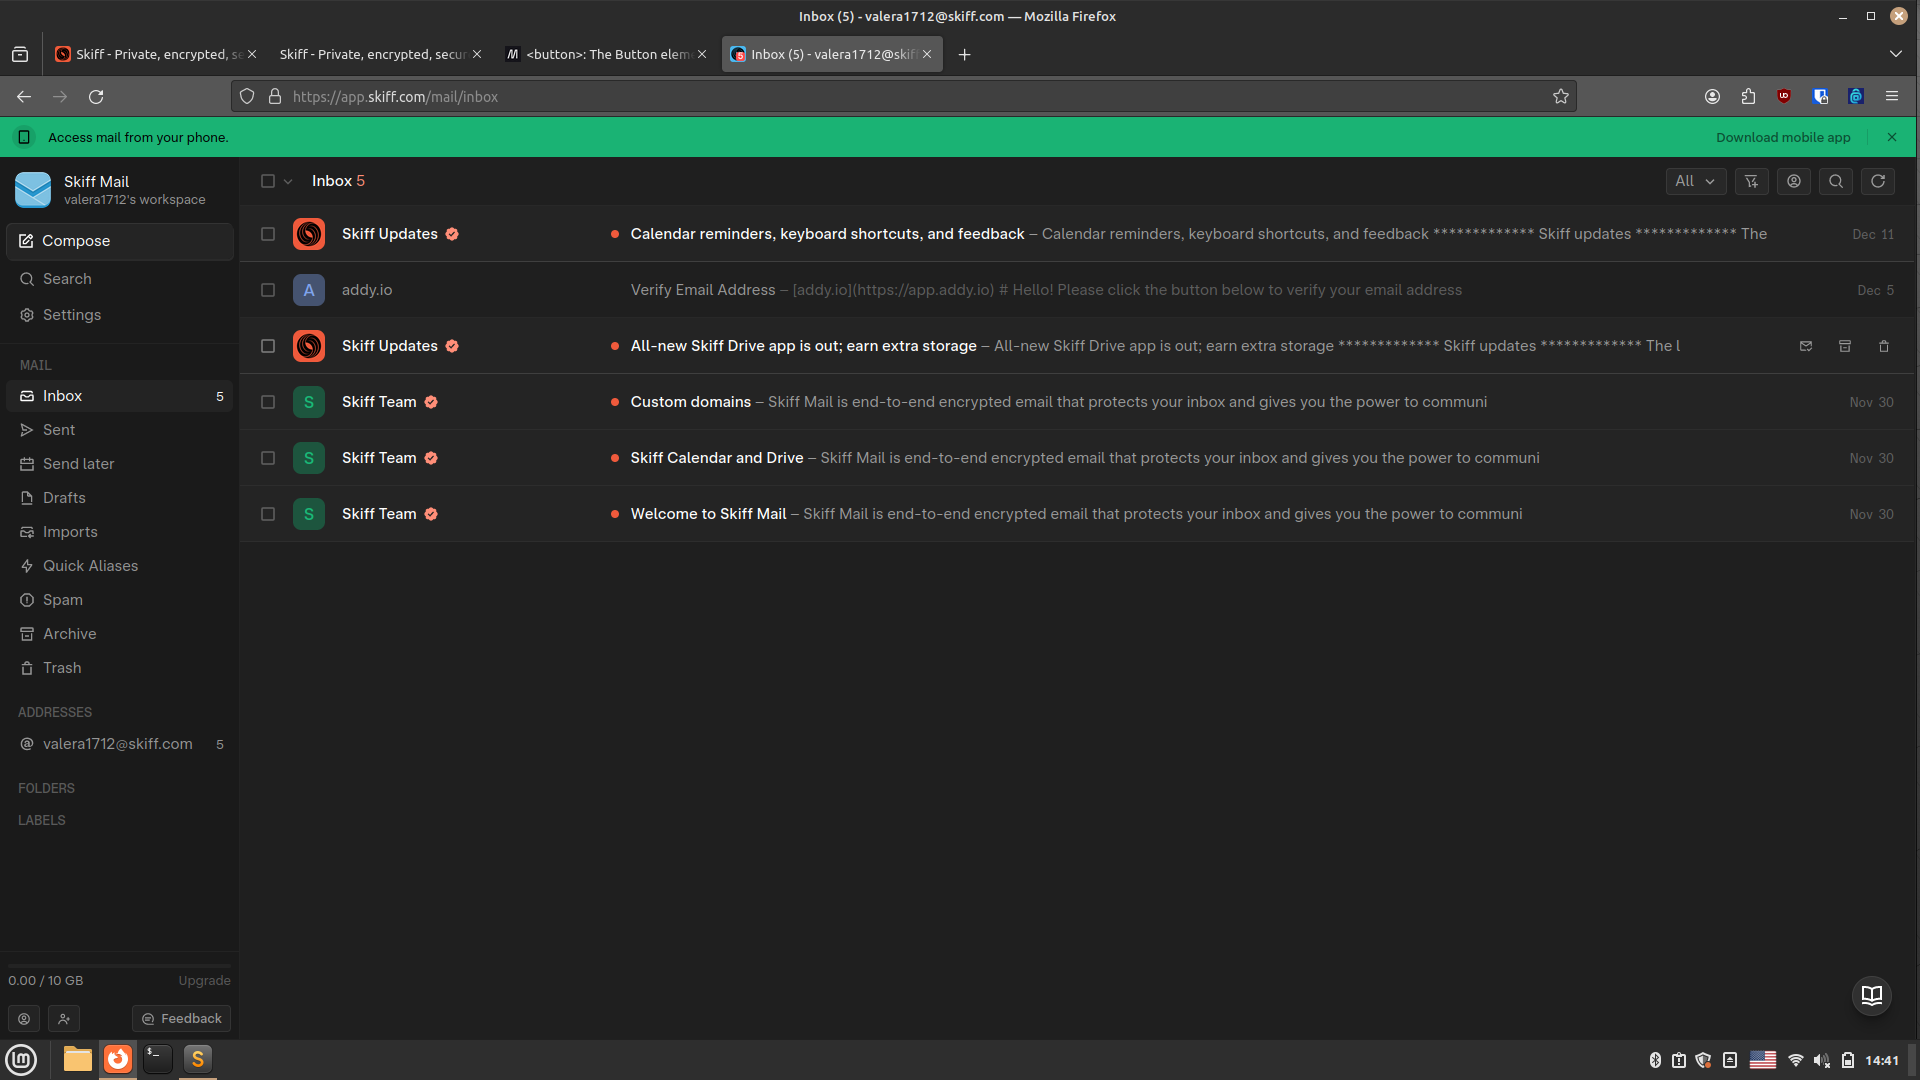 Inbox (5) - valera1712@skiff.com — Mozilla Firefox
Skiff - Private, encrypted, se
Skiff - Private, encrypted, secur
<button>: The Button elem
Inbox (5) - valera1712@skiff
https://app.skiff.com/mail/inbox
Access mail from your phone.
Download mobile app
Skiff Mail
valera1712's workspace
Compose
Search
Settings
MAIL
Inbox 5
Sent
Send later
Drafts
Imports
Quick Aliases
Spam
Archive
Trash
ADDRESSES
valera1712@skiff.com 5
FOLDERS
LABELS
0.00 / 10 GB
Upgrade
Feedback
Inbox 5
All
Skiff Updates Calendar reminders, keyboard shortcuts, and feedback – Calendar reminders, keyboard shortcuts, and feedback ************* Skiff updates ************* The Dec 11
A addy.io Verify Email Address – [addy.io](https://app.addy.io) # Hello! Please click the button below to verify your email address Dec 5
Skiff Updates All-new Skiff Drive app is out; earn extra storage – All-new Skiff Drive app is out; earn extra storage ************* Skiff updates ************* The l
S Skiff Team Custom domains – Skiff Mail is end-to-end encrypted email that protects your inbox and gives you the power to communi Nov 30
S Skiff Team Skiff Calendar and Drive – Skiff Mail is end-to-end encrypted email that protects your inbox and gives you the power to communi Nov 30
S Skiff Team Welcome to Skiff Mail – Skiff Mail is end-to-end encrypted email that protects your inbox and gives you the power to communi Nov 30
14:41